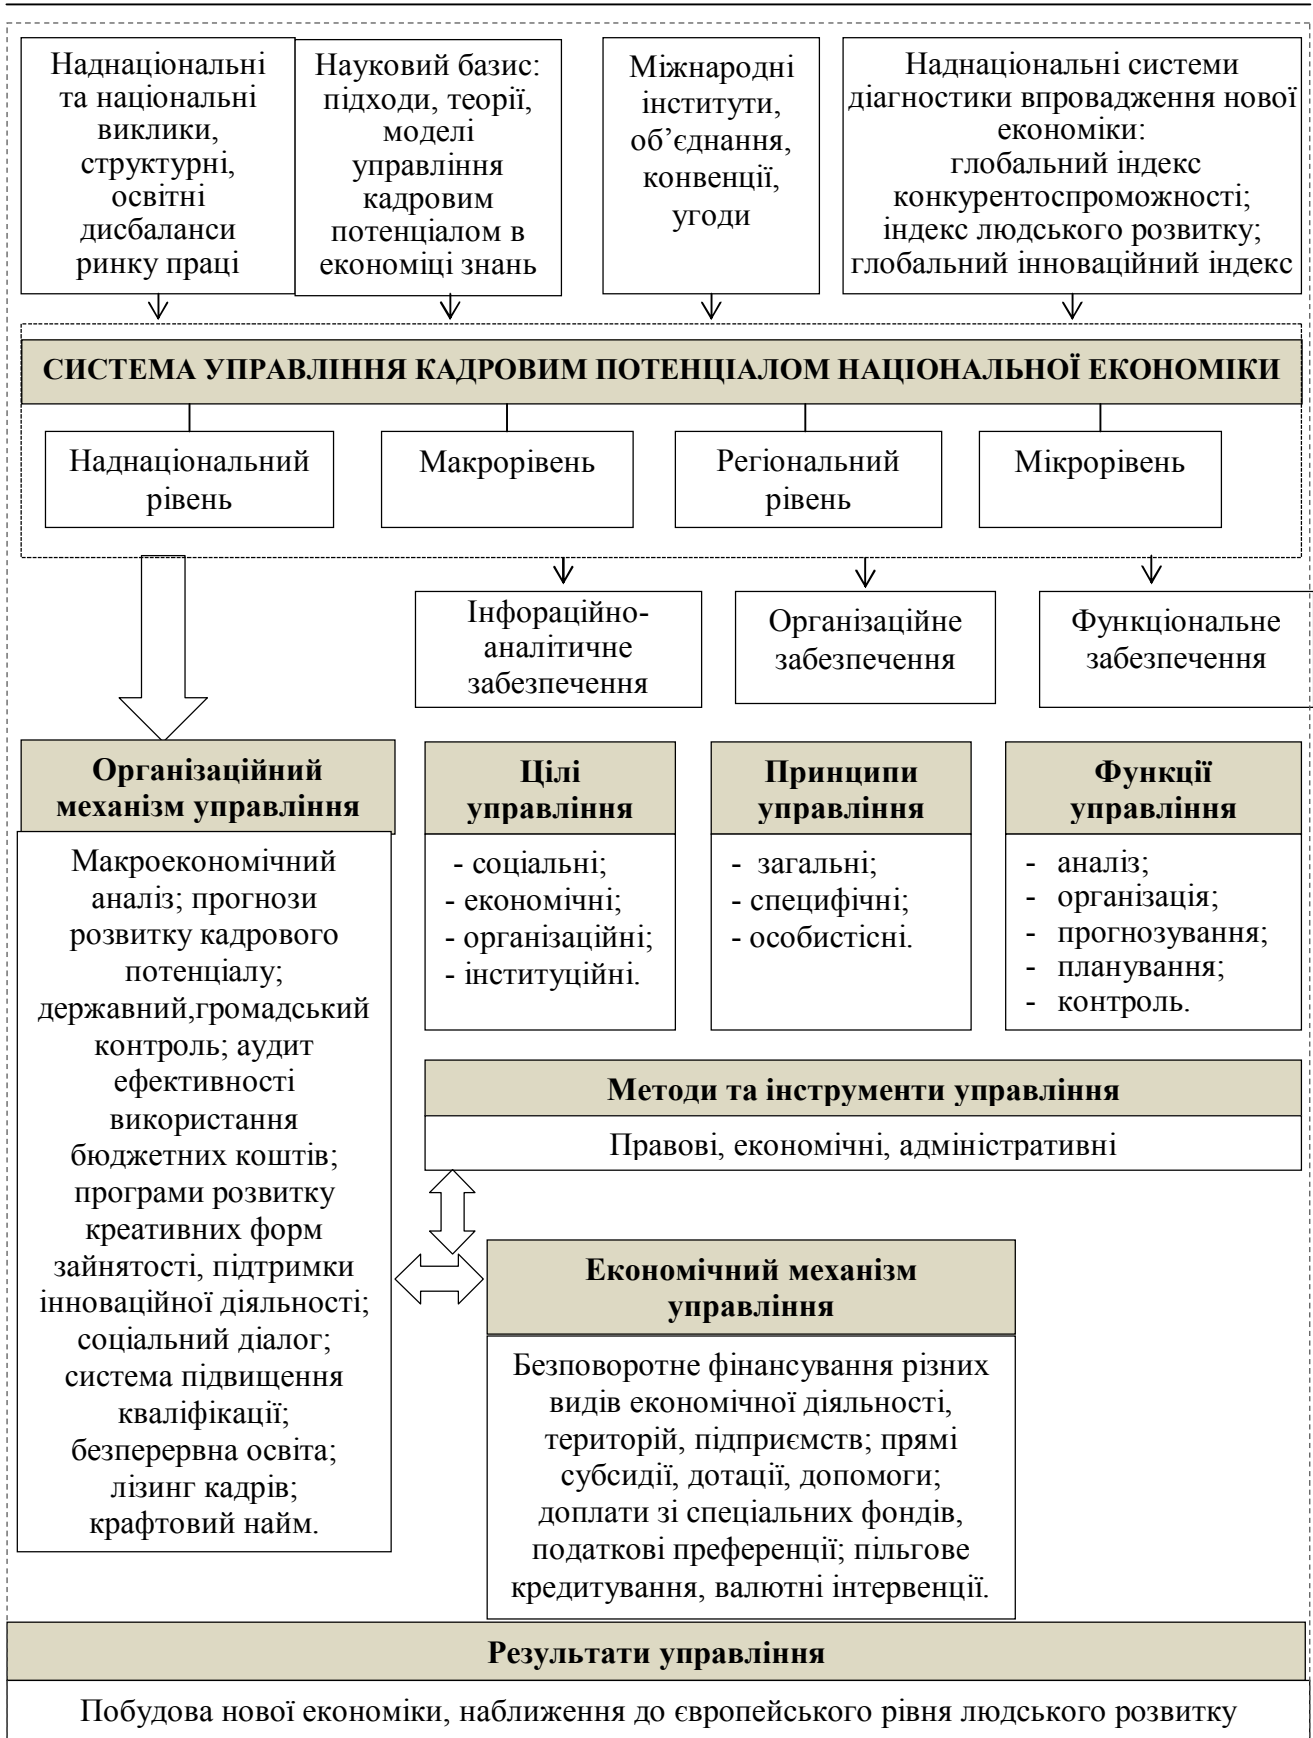 Наднаціональні
та національні
виклики,
структурні,
освітні
дисбаланси
ринку праці
Науковий базис:
підходи, теорії,
моделі
управління
кадровим
потенціалом в
економіці знань
Міжнародні
інститути,
об’єднання,
конвенції,
угоди
Наднаціональні системи
діагностики впровадження нової
економіки:
глобальний індекс
конкурентоспроможності;
індекс людського розвитку;
глобальний інноваційний індекс
СИСТЕМА УПРАВЛІННЯ КАДРОВИМ ПОТЕНЦІАЛОМ НАЦІОНАЛЬНОЇ ЕКОНОМІКИ
Наднаціональний
рівень
Макрорівень
Регіональний
рівень
Мікрорівень
Інфораційно-
аналітичне
забезпечення
Організаційне
забезпечення
Функціональне
забезпечення
Організаційний
механізм управління
Макроекономічний
аналіз; прогнози
розвитку кадрового
потенціалу;
державний,громадський
контроль; аудит
ефективності
використання
бюджетних коштів;
програми розвитку
креативних форм
зайнятості, підтримки
інноваційної діяльності;
соціальний діалог;
система підвищення
кваліфікації;
безперервна освіта;
лізинг кадрів;
крафтовий найм.
Цілі
управління
- соціальні;
- економічні;
- організаційні;
- інституційні.
Принципи
управління
- загальні;
- специфічні;
- особистісні.
Функції
управління
- аналіз;
- організація;
- прогнозування;
- планування;
- контроль.
Методи та інструменти управління
Правові, економічні, адміністративні
Економічний механізм
управління
Безповоротне фінансування різних
видів економічної діяльності,
територій, підприємств; прямі
субсидії, дотації, допомоги;
доплати зі спеціальних фондів,
податкові преференції; пільгове
кредитування, валютні інтервенції.
Результати управління
Побудова нової економіки, наближення до європейського рівня людського розвитку